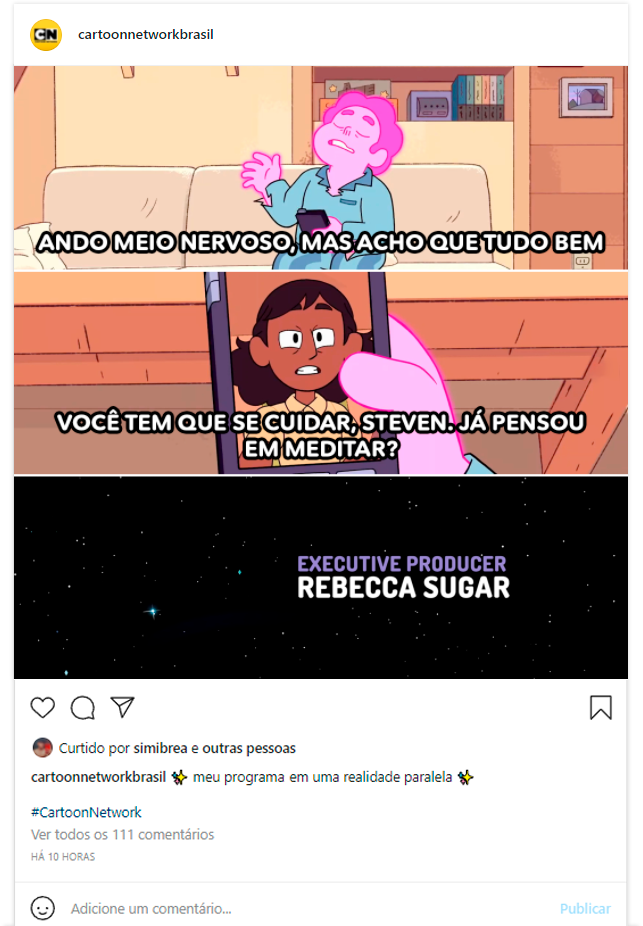 CN
cartoonnetworkbrasil
ANDO MEIO NERVOSO, MAS ACHO QUE TUDO BEM
VOCÊ TEM QUE SE CUIDAR, STEVEN. JÁ PENSOU
EM MEDITAR?
EXECUTIVE PRODUCER
REBECCA SUGAR
Curtido por simibrea e outras pessoas
cartoonnetworkbrasil ✨ meu programa em uma realidade paralela ✨
#CartoonNetwork
Ver todos os 111 comentários
HÁ 10 HORAS
Adicione um comentário... Publicar